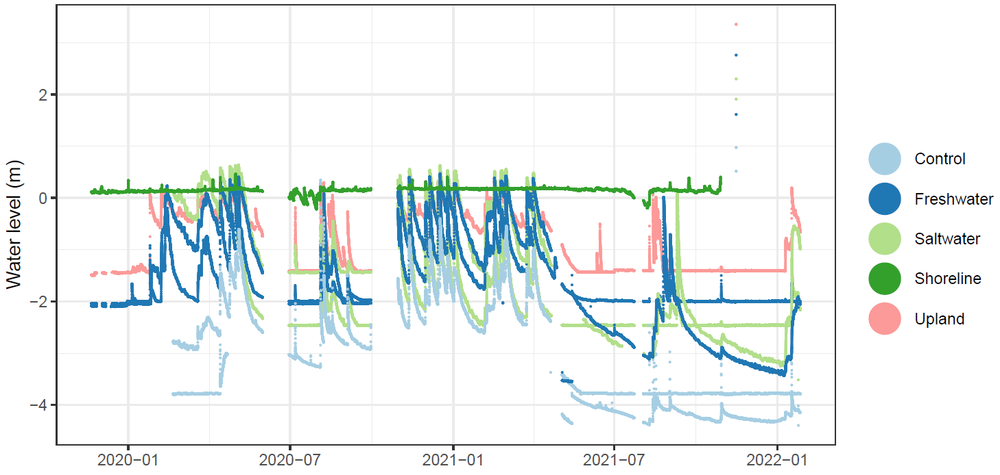 Water level (m)
2
0
−2
−4
2020−01
2020−07
2021−01
2021−07
2022−01
Control
Freshwater
Saltwater
Shoreline
Upland